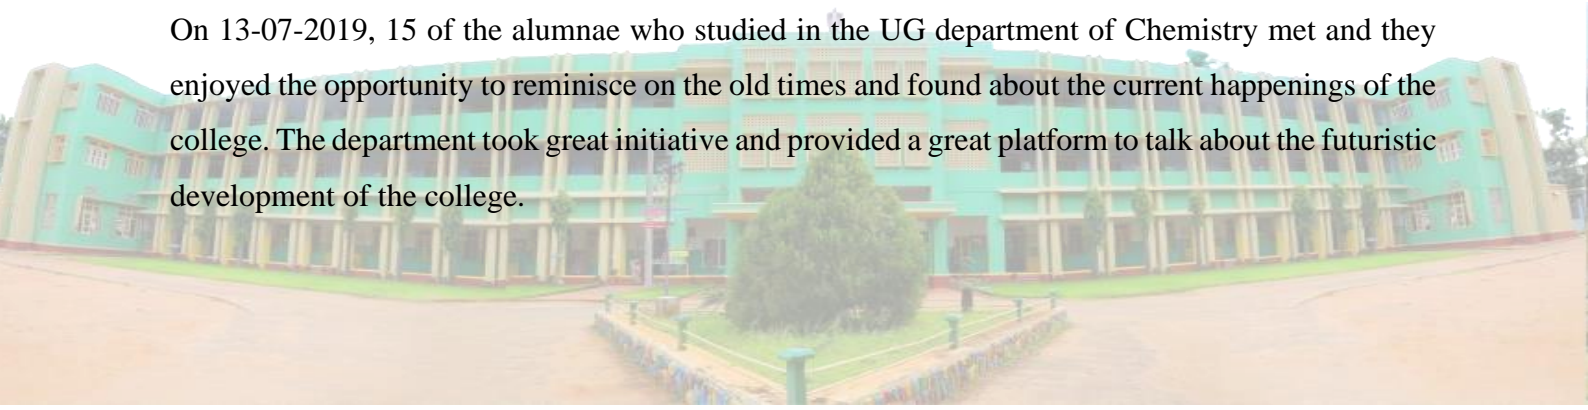 On 13-07-2019, 15 of the alumnae who studied in the UG department of Chemistry met and they
enjoyed the opportunity to reminisce on the old times and found about the current happenings of the
college. The department took great initiative and provided a great platform to talk about the futuristic
development of the college.